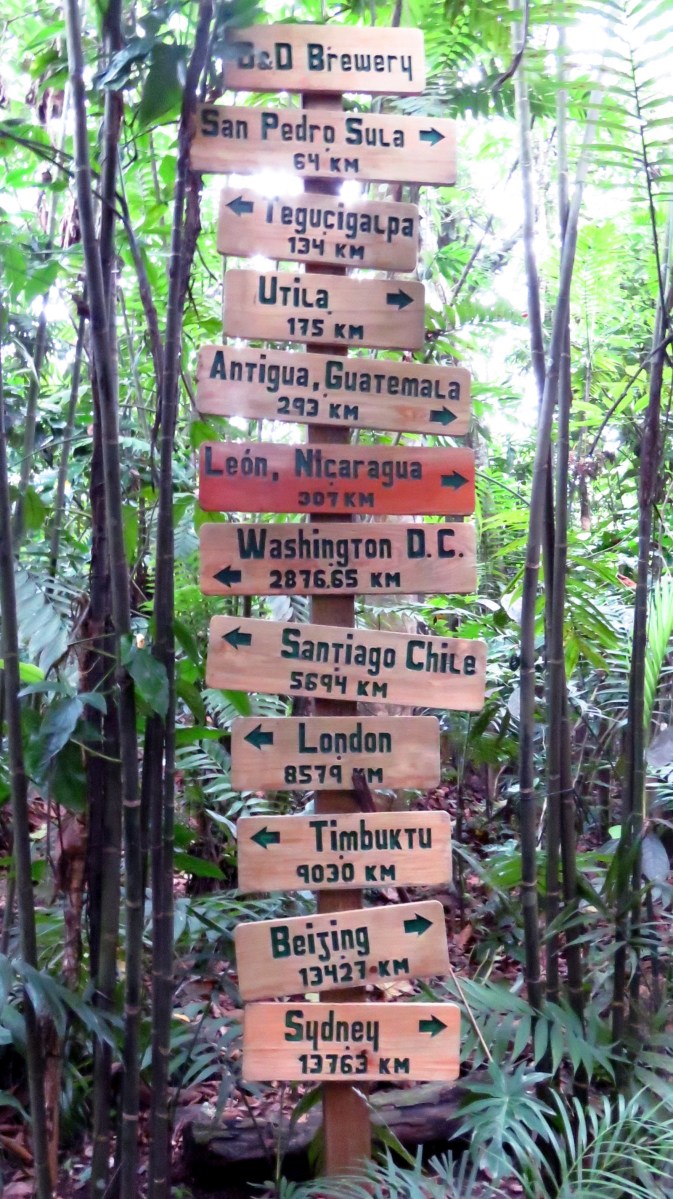 D&D Brewery
San Pedro Sula →
64 KM
← Tegucigalpa
134 KM
Utila →
175 KM
Antigua, Guatemala
293 KM →
León, Nicaragua →
307 KM
Washington D.C.
← 2876.65 KM
← Santiago Chile
5694 KM
← London
8579 KM
← Timbuktu
9030 KM
Beijing →
13427 KM
Sydney →
13763 KM